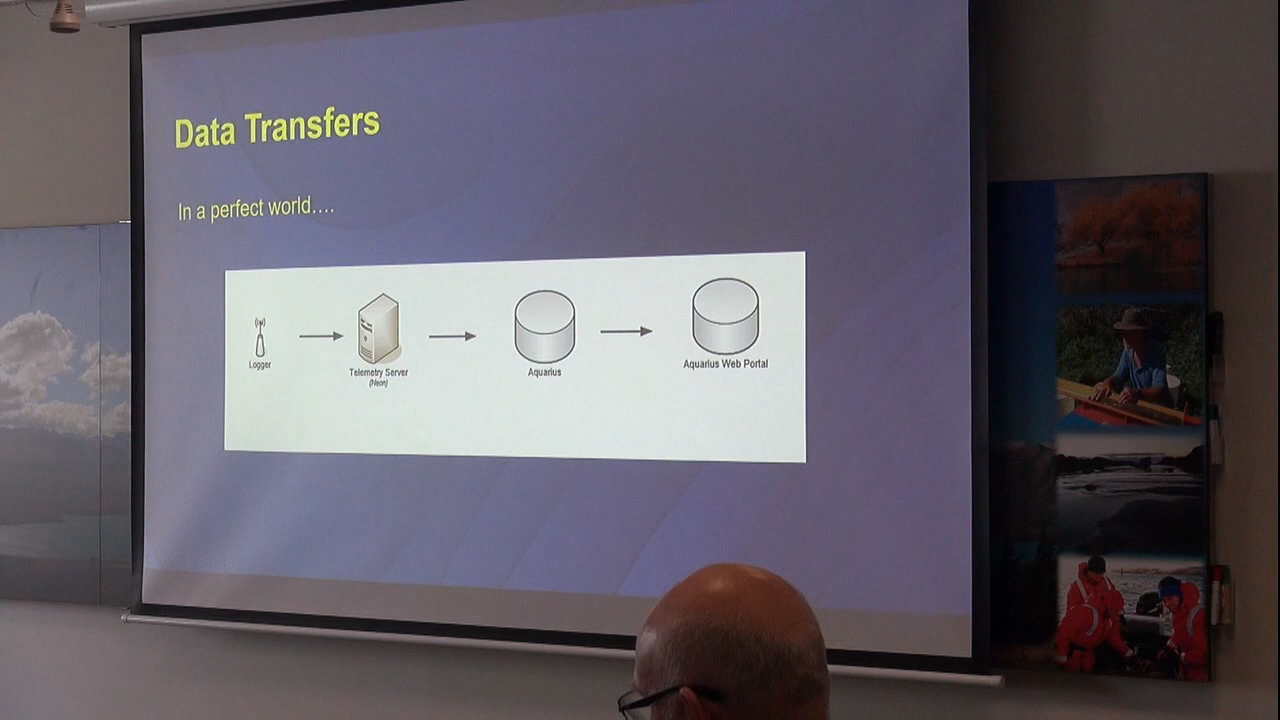 Data Transfers
In a perfect world….
Logger
Telemetry Server
(Neon)
Aquarius
Aquarius Web Portal